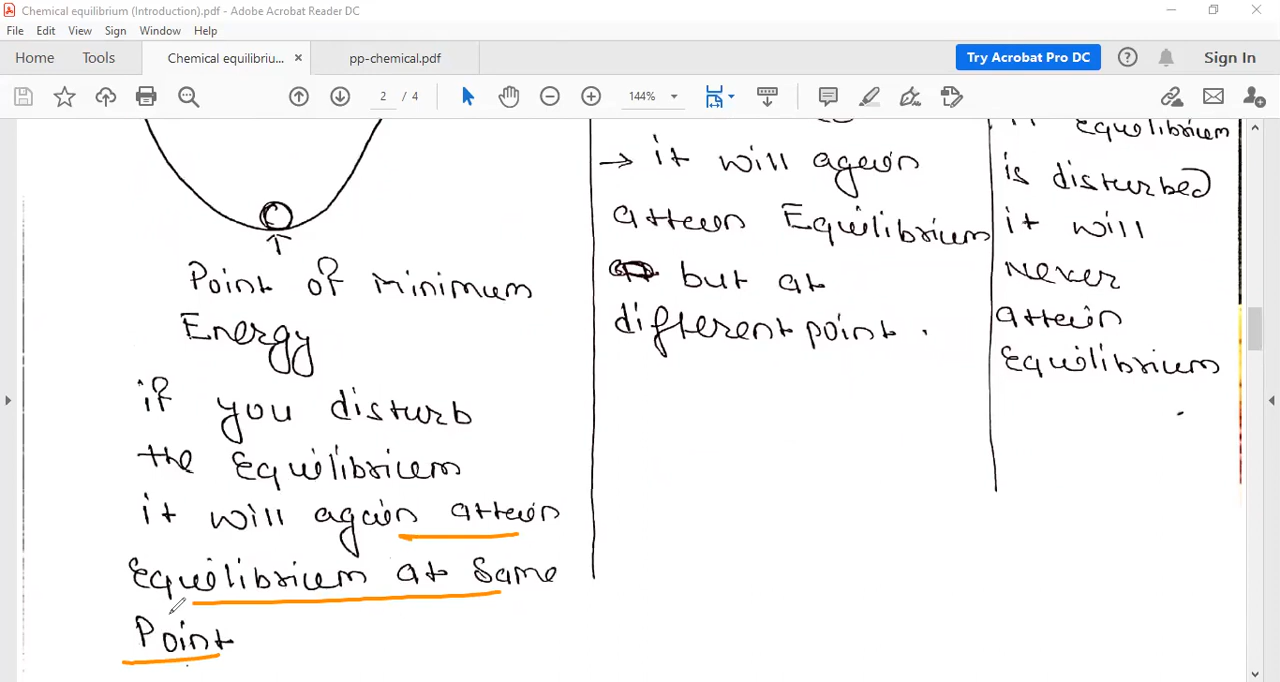 Chemical equilibrium (Introduction).pdf - Adobe Acrobat Reader DC
File Edit View Sign Window Help
Home Tools Chemical equilibriu... × pp-chemical.pdf Try Acrobat Pro DC Sign In
2 / 4 144%
Point of Minimum
Energy
if you disturb
the Equilibrium
it will again attain
Equilibrium at Same
Point
→ it will again
attain Equilibrium
but at
different point .
Equilibrium
is disturbed
it will
Never
attain
Equilibrium
.